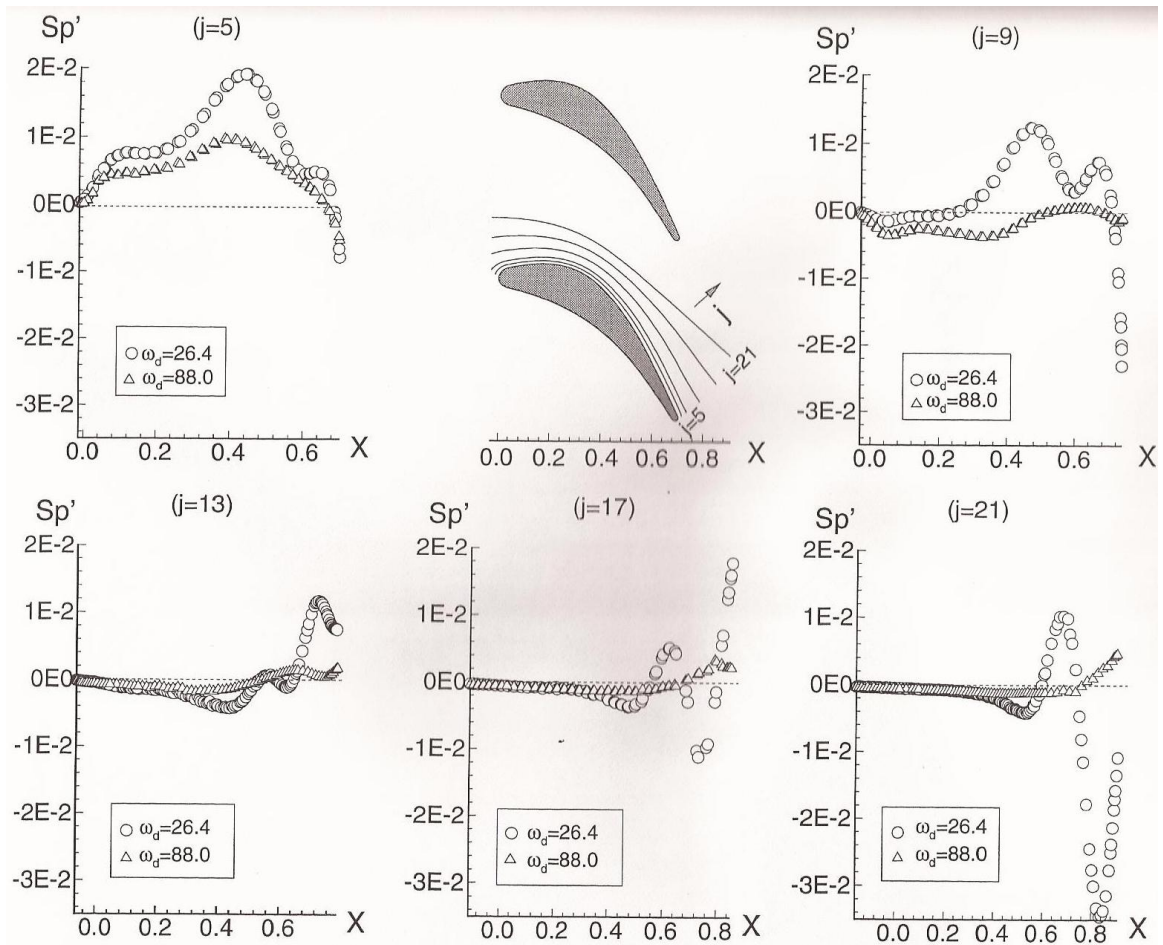 Sp'
(j=5)
2E-2
1E-2
0E0
-1E-2
-2E-2
-3E-2
ω_d=26.4
ω_d=88.0
0.0 0.2 0.4 0.6 X
j
j=21
j=5
0.0 0.2 0.4 0.6 0.8 X
Sp'
(j=9)
2E-2
1E-2
0E0
-1E-2
-2E-2
-3E-2
ω_d=26.4
ω_d=88.0
0.0 0.2 0.4 0.6 X
Sp'
(j=13)
2E-2
1E-2
0E0
-1E-2
-2E-2
-3E-2
ω_d=26.4
ω_d=88.0
0.0 0.2 0.4 0.6 X
Sp'
(j=17)
2E-2
1E-2
0E0
-1E-2
-2E-2
-3E-2
ω_d=26.4
ω_d=88.0
0.0 0.2 0.4 0.6 0.8 X
Sp'
(j=21)
2E-2
1E-2
0E0
-1E-2
-2E-2
-3E-2
ω_d=26.4
ω_d=88.0
0.0 0.2 0.4 0.6 0.8 X